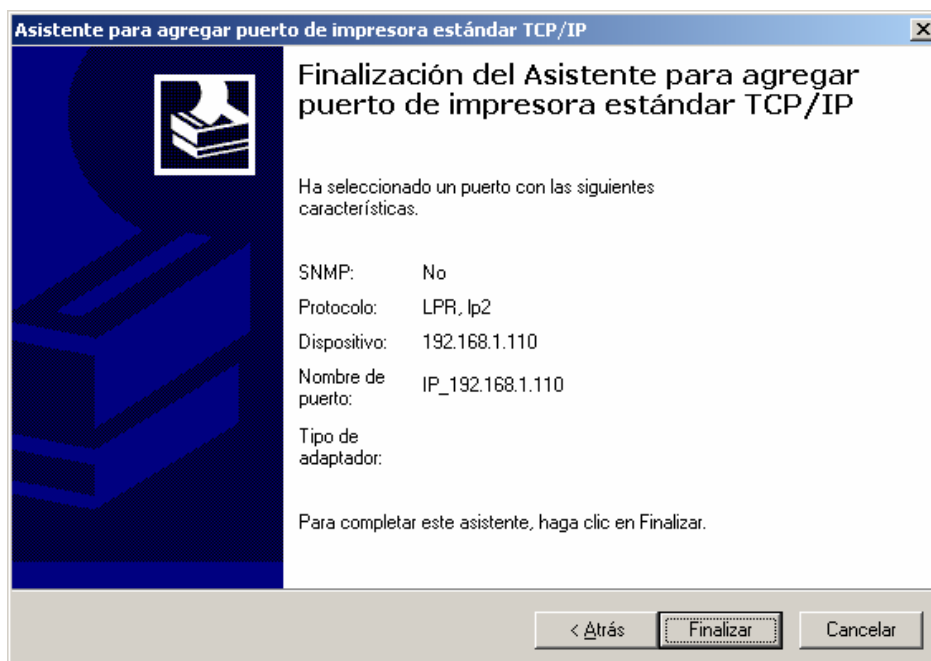 Asistente para agregar puerto de impresora estándar TCP/IP
Finalización del Asistente para agregar
puerto de impresora estándar TCP/IP
Ha seleccionado un puerto con las siguientes
características.
SNMP: No
Protocolo: LPR, lp2
Dispositivo: 192.168.1.110
Nombre de
puerto: IP_192.168.1.110
Tipo de
adaptador:
Para completar este asistente, haga clic en Finalizar.
< Atrás Finalizar Cancelar